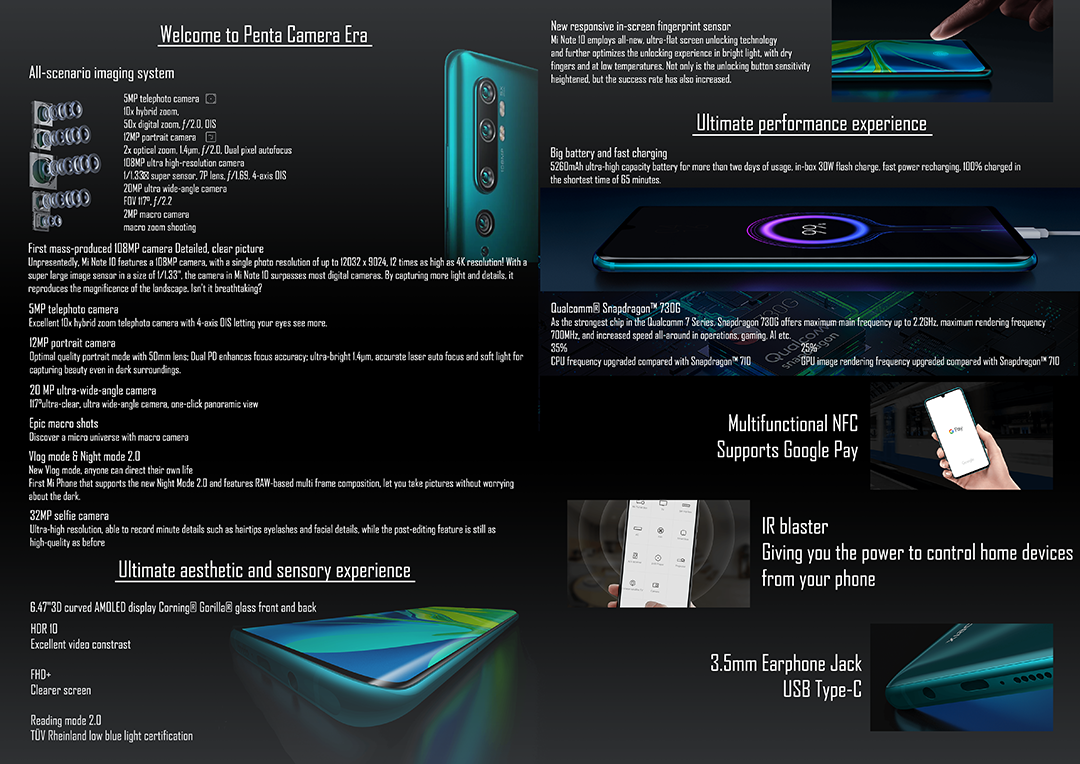 Welcome to Penta Camera Era
All-scenario imaging system
5MP telephoto camera
10x hybrid zoom,
50x digital zoom, ƒ/2.0, OIS
12MP portrait camera
2x optical zoom, 1.4μm, ƒ/2.0, Dual pixel autofocus
108MP ultra high-resolution camera
1/1.33 super sensor, 7P lens, ƒ/1.69, 4-axis OIS
20MP ultra wide-angle camera
FOV 117º, ƒ/2.2
2MP macro camera
macro zoom shooting
First mass-produced 108MP camera Detailed, clear picture
Unpresentedly, Mi Note 10 features a 108MP camera, with a single photo resolution of up to 12032 x 9024, 12 times as high as 4K resolution! With a
super large image sensor in a size of 1/1.33", the camera in Mi Note 10 surpasses most digital cameras. By capturing more light and details, it
reproduces the magnificence of the landscape. Isn't it breathtaking?
5MP telephoto camera
Excellent 10x hybrid zoom telephoto camera with 4-axis OIS letting your eyes see more.
12MP portrait camera
Optimal quality portrait mode with 50mm lens; Dual PD enhances focus accuracy; ultra-bright 1.4μm, accurate laser auto focus and soft light for
capturing beauty even in dark surroundings.
20 MP ultra-wide-angle camera
117ºultra-clear, ultra wide-angle camera, one-click panoramic view
Epic macro shots
Discover a micro universe with macro camera
Vlog mode & Night mode 2.0
New Vlog mode, anyone can direct their own life
First Mi Phone that supports the new Night Mode 2.0 and features RAW-based multi frame composition, let you take pictures without worrying
about the dark.
32MP selfie camera
Ultra-high resolution, able to record minute details such as hairtips eyelashes and facial details, while the post-editing feature is still as
high-quality as before
Ultimate aesthetic and sensory experience
6.47"3D curved AMOLED display Corning® Gorilla® glass front and back
HDR 10
Excellent video constrast
FHD+
Clearer screen
Reading mode 2.0
TÜV Rheinland low blue light certification
New responsive in-screen fingerprint sensor
Mi Note 10 employs all-new, ultra-flat screen unlocking technology
and further optimizes the unlocking experience in bright light, with dry
fingers and at low temperatures. Not only is the unlocking button sensitivity
heightened, but the success rate has also increased.
Ultimate performance experience
Big battery and fast charging
5260mAh ultra-high capacity battery for more than two days of usage, in-box 30W flash charge, fast power recharging, 100% charged in
the shortest time of 65 minutes.
90%
Qualcomm® Snapdragon™ 730G
As the strongest chip in the Qualcomm 7 Series, Snapdragon 730G offers maximum main frequency up to 2.2GHz, maximum rendering frequency
700MHz, and increased speed all-around in operations, gaming, AI etc.
35%
CPU frequency upgraded compared with Snapdragon™ 710
25%
GPU image rendering frequency upgraded compared with Snapdragon™ 710
Qualcomm
snapdragon
730G
Multifunctional NFC
Supports Google Pay
G Pay
Google
IR blaster
Giving you the power to control home devices
from your phone
3.5mm Earphone Jack
USB Type-C